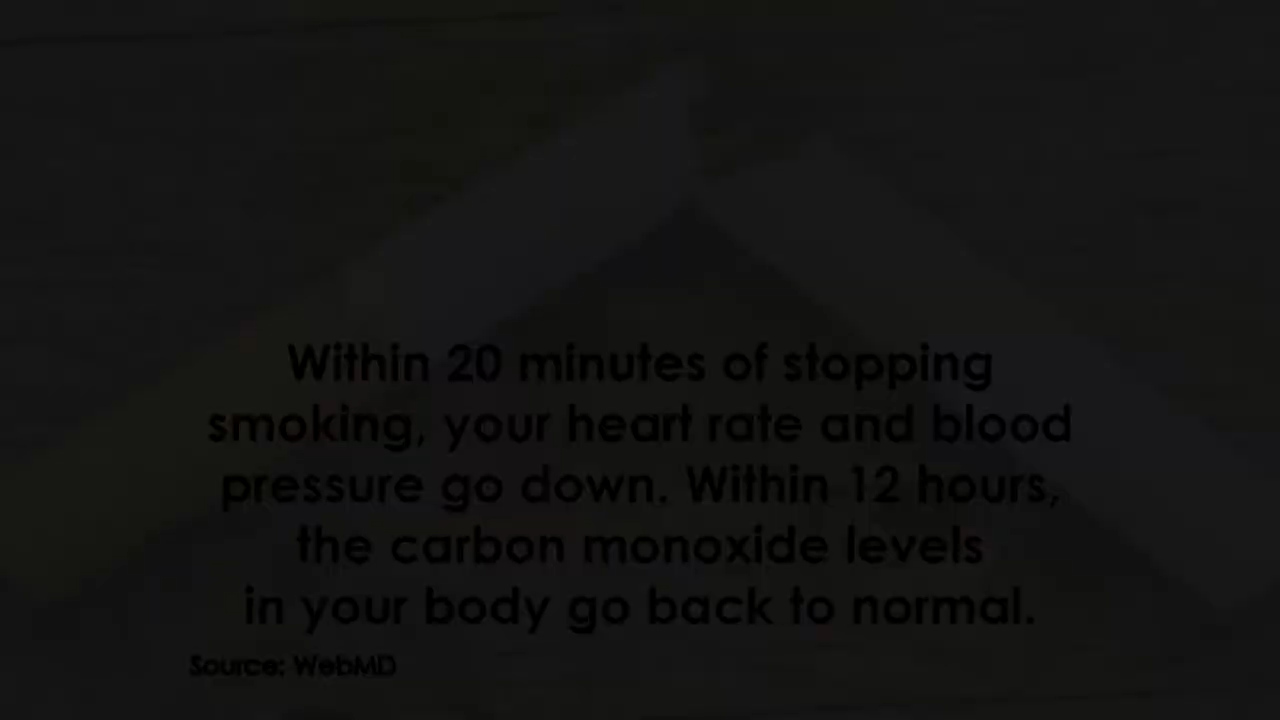 Within 20 minutes of stopping
smoking, your heart rate and blood
pressure go down. Within 12 hours,
the carbon monoxide levels
in your body go back to normal.
Source: WebMD